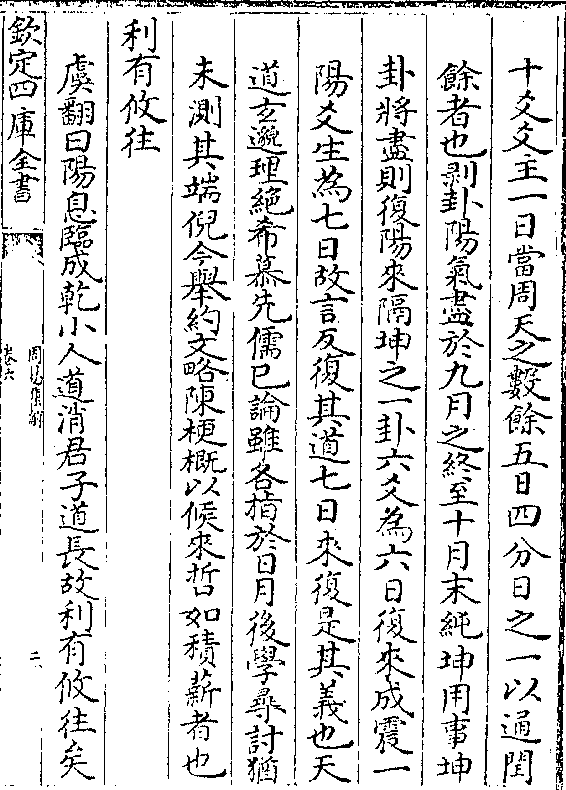 十爻爻主一日當周天之數餘五日四分日之一以通閏
餘者也剥卦陽氣盡於九月之終至十月末純坤用事坤
卦將盡則復陽來隔坤之一卦六爻為六日復來成震一
陽爻生為七日故言反復其道七日來復是其義也天
道玄邈理絶希慕先儒已論雖各指於日月後學尋討猶
未測其端倪今舉約文略陳梗概以候來哲如積薪者也
利有攸往
虞翻曰陽息臨成乾小人道消君子道長故利有攸往矣
欽定四庫全書
周易集解
卷六
二